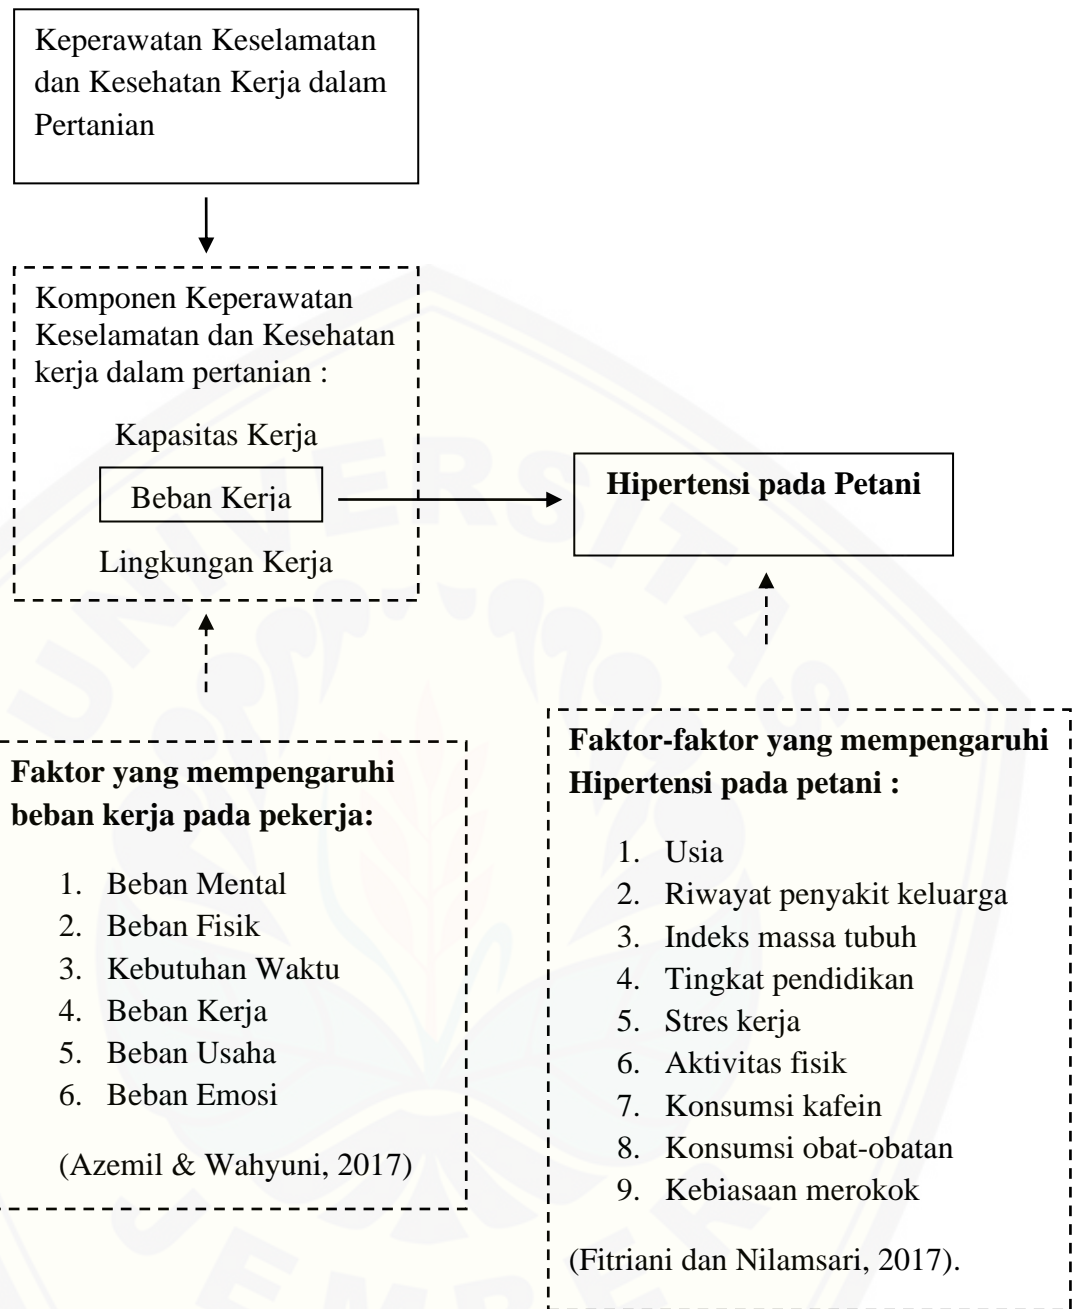 Keperawatan Keselamatan
dan Kesehatan Kerja dalam
Pertanian
Komponen Keperawatan
Keselamatan dan Kesehatan
kerja dalam pertanian :
Kapasitas Kerja
Beban Kerja
Lingkungan Kerja
Hipertensi pada Petani
Faktor yang mempengaruhi
beban kerja pada pekerja:
1. Beban Mental
2. Beban Fisik
3. Kebutuhan Waktu
4. Beban Kerja
5. Beban Usaha
6. Beban Emosi
(Azemil & Wahyuni, 2017)
Faktor-faktor yang mempengaruhi
Hipertensi pada petani :
1. Usia
2. Riwayat penyakit keluarga
3. Indeks massa tubuh
4. Tingkat pendidikan
5. Stres kerja
6. Aktivitas fisik
7. Konsumsi kafein
8. Konsumsi obat-obatan
9. Kebiasaan merokok
(Fitriani dan Nilamsari, 2017).
UNIVERSITAS
JEMBER